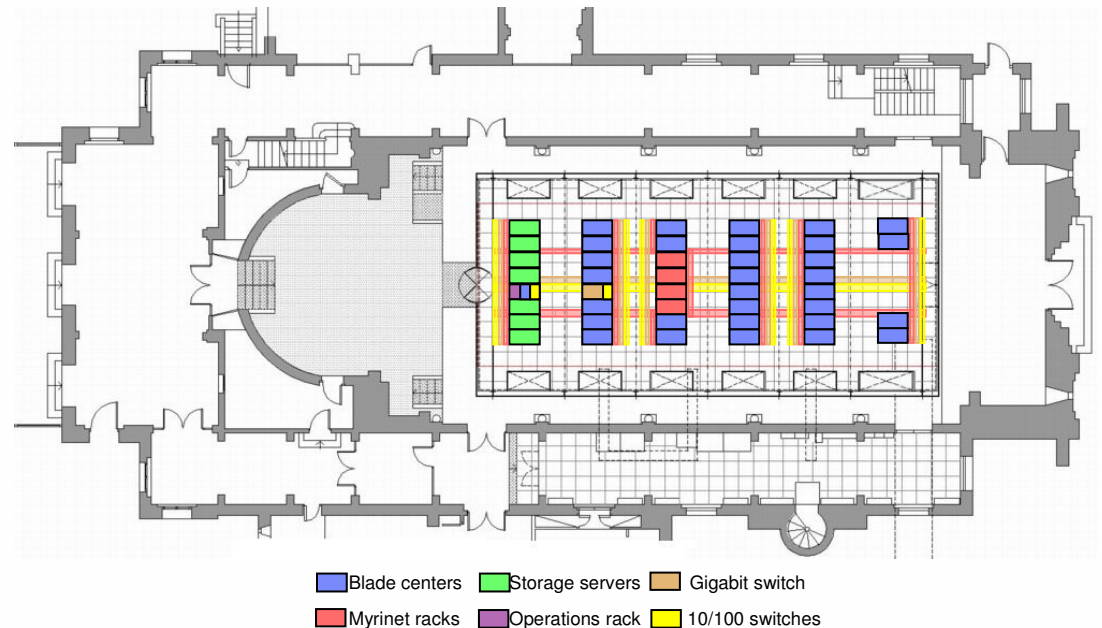 Blade centers Storage servers Gigabit switch
Myrinet racks Operations rack 10/100 switches